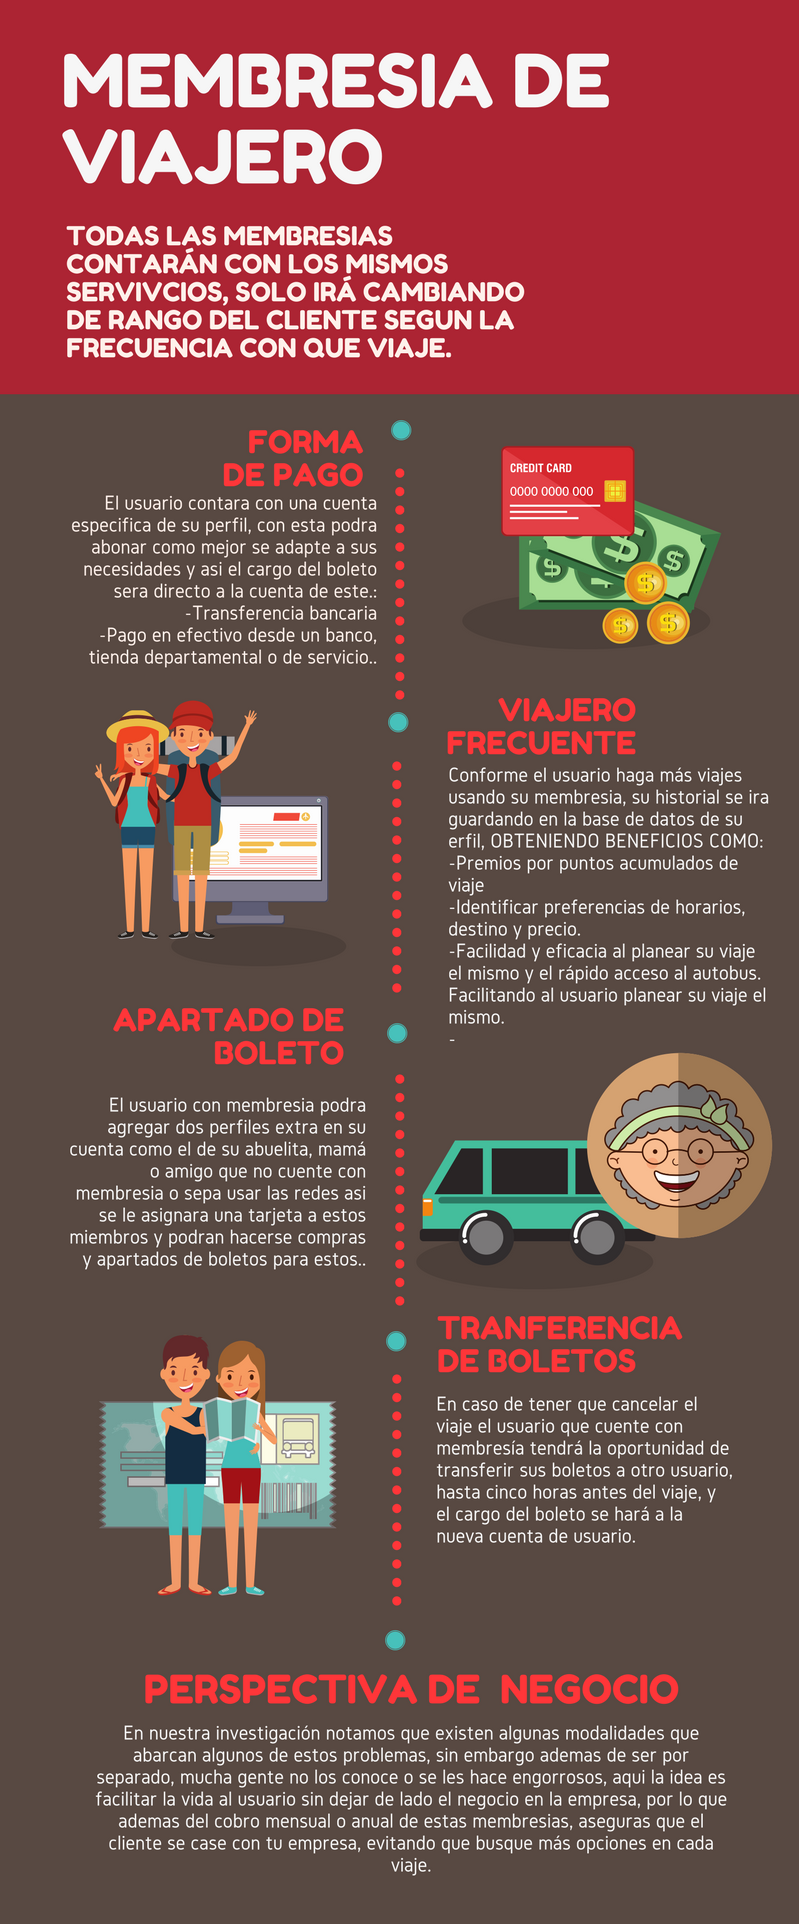 MEMBRESIA DE
VIAJERO
TODAS LAS MEMBRESIAS
CONTARÁN CON LOS MISMOS
SERVIVCIOS, SOLO IRÁ CAMBIANDO
DE RANGO DEL CLIENTE SEGUN LA
FRECUENCIA CON QUE VIAJE.
FORMA
DE PAGO
El usuario contara con una cuenta
especifica de su perfil, con esta podra
abonar como mejor se adapte a sus
necesidades y asi el cargo del boleto
sera directo a la cuenta de este.:
-Transferencia bancaria
-Pago en efectivo desde un banco,
tienda departamental o de servicio..
CREDIT CARD
0000 0000 000
$
$
$
$
$
$
VIAJERO
FRECUENTE
Conforme el usuario haga más viajes
usando su membresia, su historial se ira
guardando en la base de datos de su
erfil, OBTENIENDO BENEFICIOS COMO:
-Premios por puntos acumulados de
viaje
-Identificar preferencias de horarios,
destino y precio.
-Facilidad y eficacia al planear su viaje
el mismo y el rápido acceso al autobus.
Facilitando al usuario planear su viaje el
mismo.
-
APARTADO DE
BOLETO
El usuario con membresia podra
agregar dos perfiles extra en su
cuenta como el de su abuelita, mamá
o amigo que no cuente con
membresia o sepa usar las redes asi
se le asignara una tarjeta a estos
miembros y podran hacerse compras
y apartados de boletos para estos..
TRANFERENCIA
DE BOLETOS
En caso de tener que cancelar el
viaje el usuario que cuente con
membresía tendrá la oportunidad de
transferir sus boletos a otro usuario,
hasta cinco horas antes del viaje, y
el cargo del boleto se hará a la
nueva cuenta de usuario.
PERSPECTIVA DE NEGOCIO
En nuestra investigación notamos que existen algunas modalidades que
abarcan algunos de estos problemas, sin embargo ademas de ser por
separado, mucha gente no los conoce o se les hace engorrosos, aqui la idea es
facilitar la vida al usuario sin dejar de lado el negocio en la empresa, por lo que
ademas del cobro mensual o anual de estas membresias, aseguras que el
cliente se case con tu empresa, evitando que busque más opciones en cada
viaje.